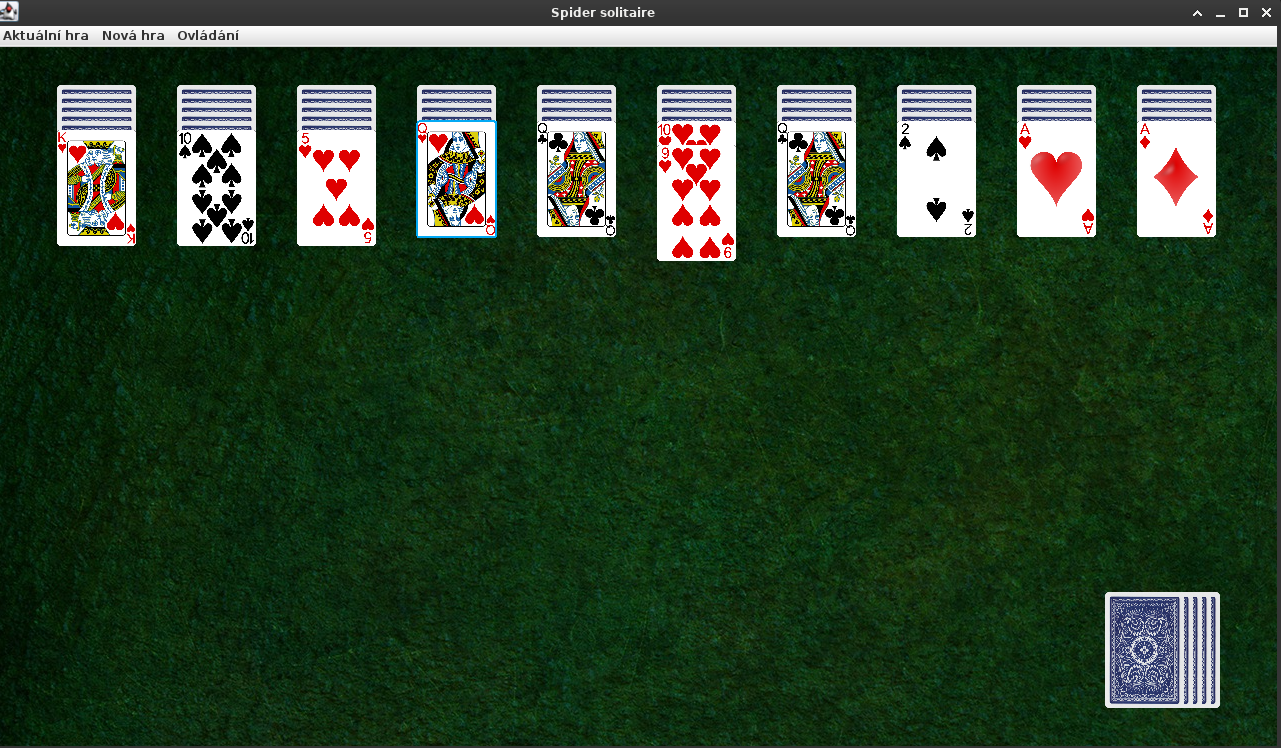 Spider solitaire
Aktuální hra Nová hra Ovládání
K 10 5 Q Q 10 Q 2 A A
9
K 10 5 Q Q 9 Q 2 A A